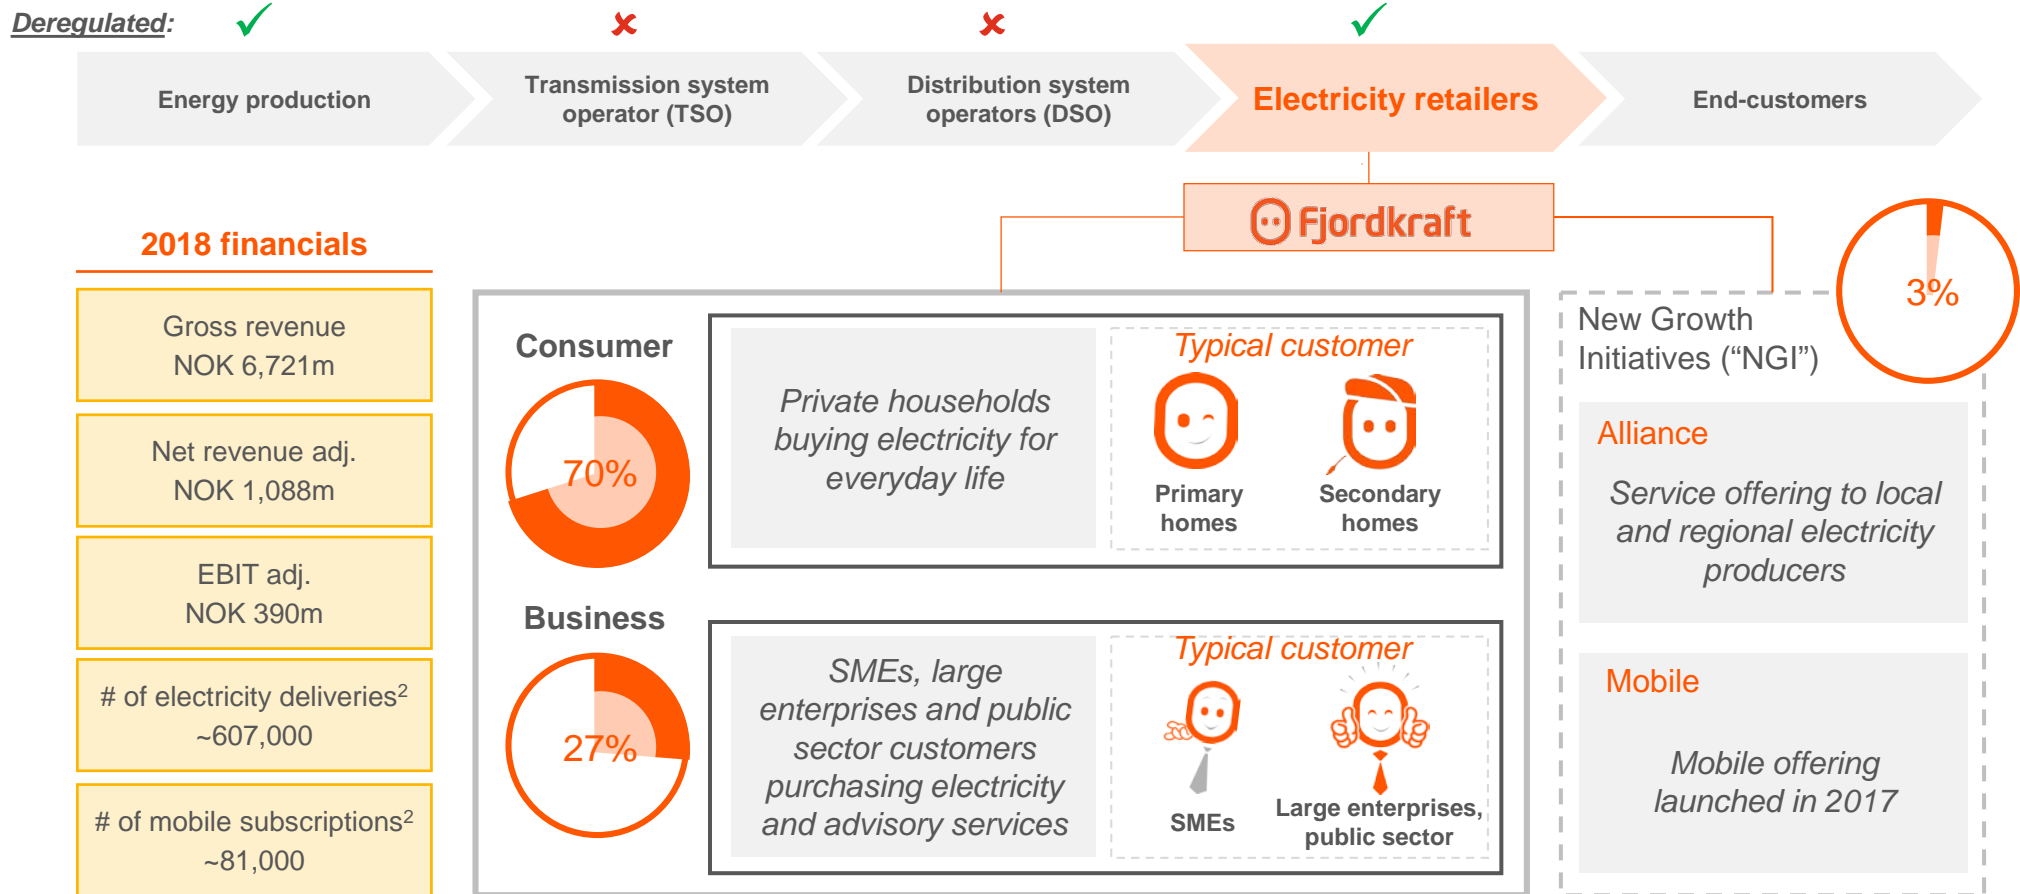 Deregulated:
Energy production
Transmission system
operator (TSO)
Distribution system
operators (DSO)
Electricity retailers
End-customers
Fjordkraft
2018 financials
Gross revenue
NOK 6,721m
Net revenue adj.
NOK 1,088m
EBIT adj.
NOK 390m
# of electricity deliveries²
~607,000
# of mobile subscriptions²
~81,000
Consumer
70%
Private households
buying electricity for
everyday life
Typical customer
Primary
homes
Secondary
homes
Business
27%
SMEs, large
enterprises and public
sector customers
purchasing electricity
and advisory services
Typical customer
SMEs
Large enterprises,
public sector
3%
New Growth
Initiatives (“NGI”)
Alliance
Service offering to local
and regional electricity
producers
Mobile
Mobile offering
launched in 2017